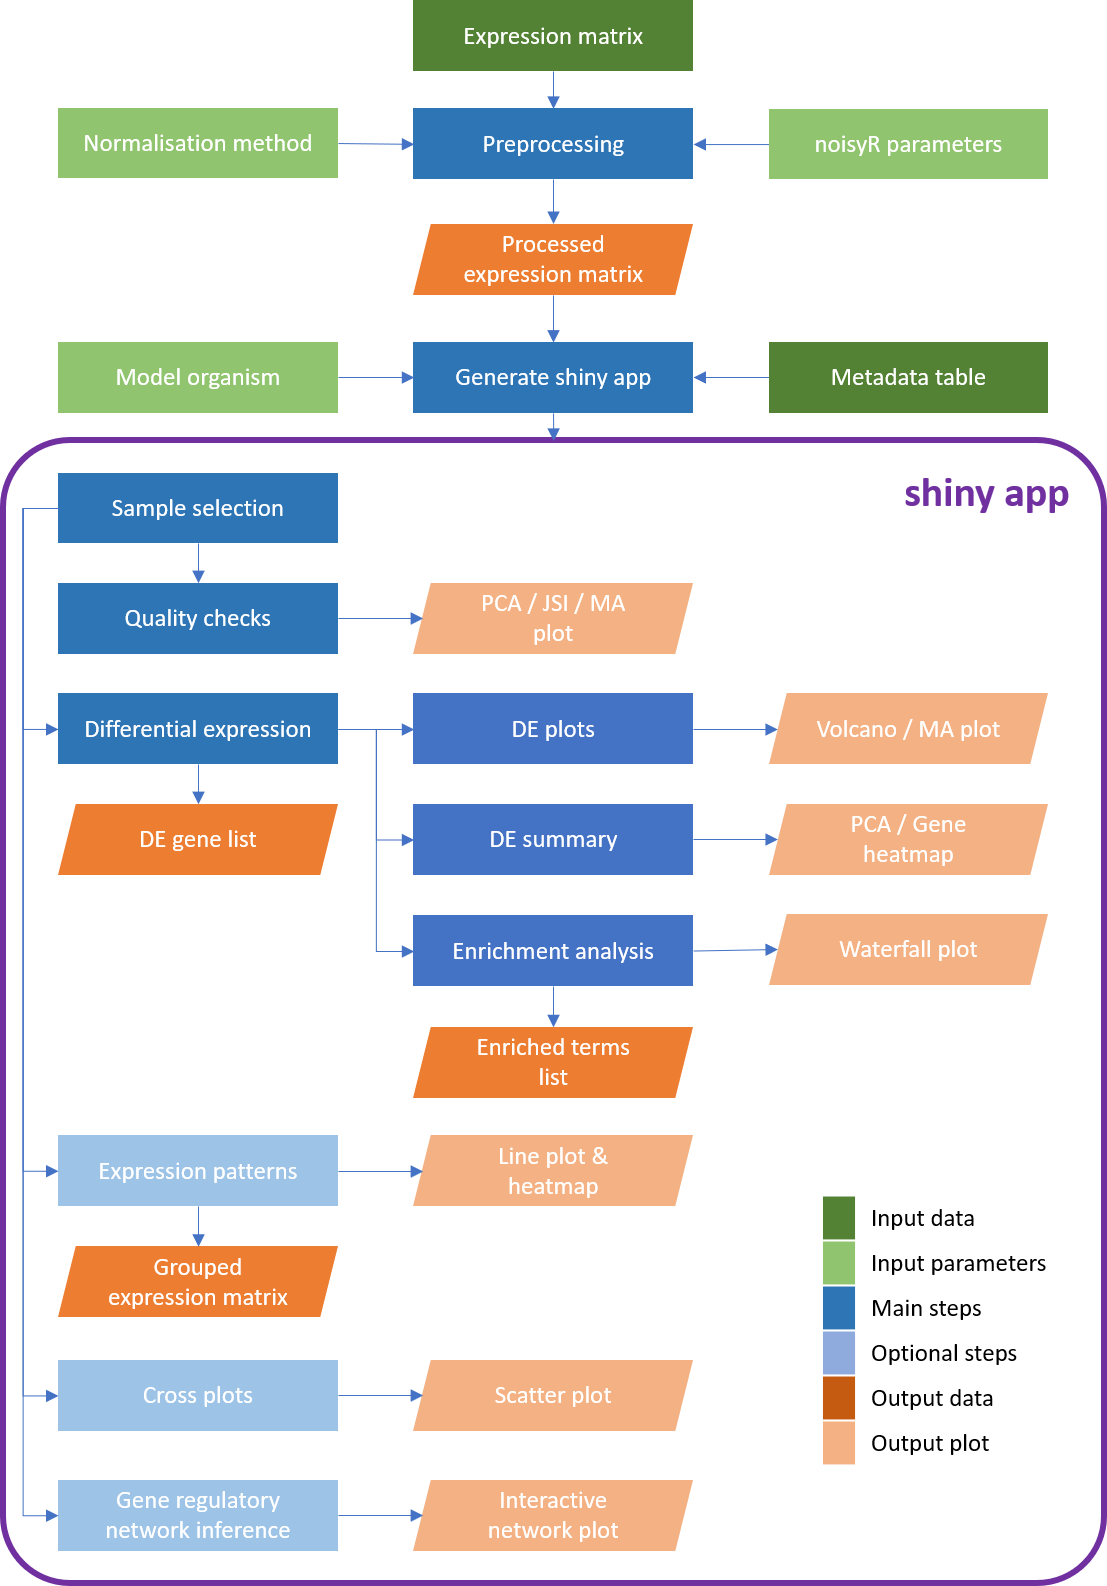 Expression matrix
Normalisation method
Preprocessing
noisyR parameters
Processed
expression matrix
Model organism
Generate shiny app
Metadata table
shiny app
Sample selection
Quality checks
PCA / JSI / MA
plot
Differential expression
DE plots
Volcano / MA plot
DE gene list
DE summary
PCA / Gene
heatmap
Enrichment analysis
Waterfall plot
Enriched terms
list
Expression patterns
Line plot &
heatmap
Grouped
expression matrix
Cross plots
Scatter plot
Gene regulatory
network inference
Interactive
network plot
Input data
Input parameters
Main steps
Optional steps
Output data
Output plot